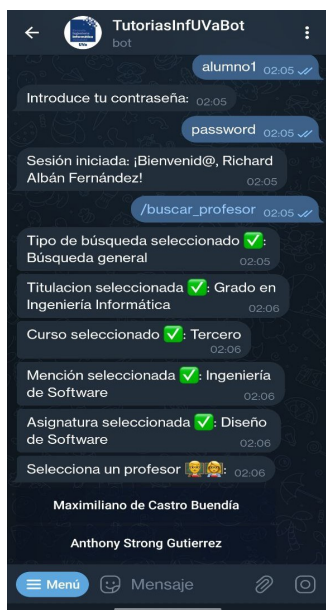 TutoriasInfUVaBot
bot
alumno1 02:05
Introduce tu contraseña: 02:05
password 02:05
Sesión iniciada: ¡Bienvenid@, Richard
Albán Fernández!
02:05
/buscar_profesor 02:05
Tipo de búsqueda seleccionado ✅:
Búsqueda general
02:05
Titulacion seleccionada ✅: Grado en
Ingeniería Informática
02:06
Curso seleccionado ✅: Tercero
02:06
Mención seleccionada ✅: Ingeniería
de Software
02:06
Asignatura seleccionada ✅: Diseño
de Software
02:06
Selecciona un profesor 👨‍🏫👩‍🏫: 02:06
Maximiliano de Castro Buendía
Anthony Strong Gutierrez
Menú
Mensaje